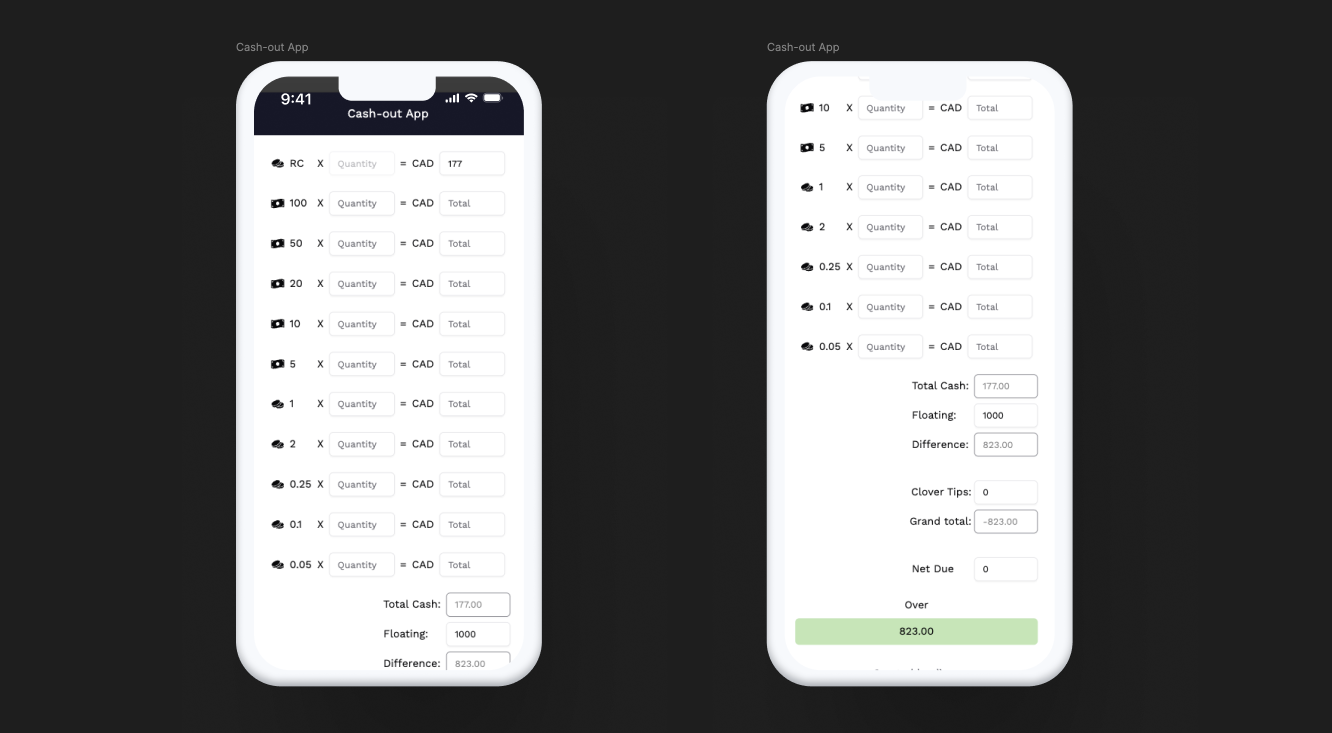 Cash-out App
9:41
Cash-out App
RC X Quantity = CAD 177
100 X Quantity = CAD Total
50 X Quantity = CAD Total
20 X Quantity = CAD Total
10 X Quantity = CAD Total
5 X Quantity = CAD Total
1 X Quantity = CAD Total
2 X Quantity = CAD Total
0.25 X Quantity = CAD Total
0.1 X Quantity = CAD Total
0.05 X Quantity = CAD Total
Total Cash: 177.00
Floating: 1000
Difference: 823.00
Cash-out App
10 X Quantity = CAD Total
5 X Quantity = CAD Total
1 X Quantity = CAD Total
2 X Quantity = CAD Total
0.25 X Quantity = CAD Total
0.1 X Quantity = CAD Total
0.05 X Quantity = CAD Total
Total Cash: 177.00
Floating: 1000
Difference: 823.00
Clover Tips: 0
Grand total: -823.00
Net Due 0
Over
823.00